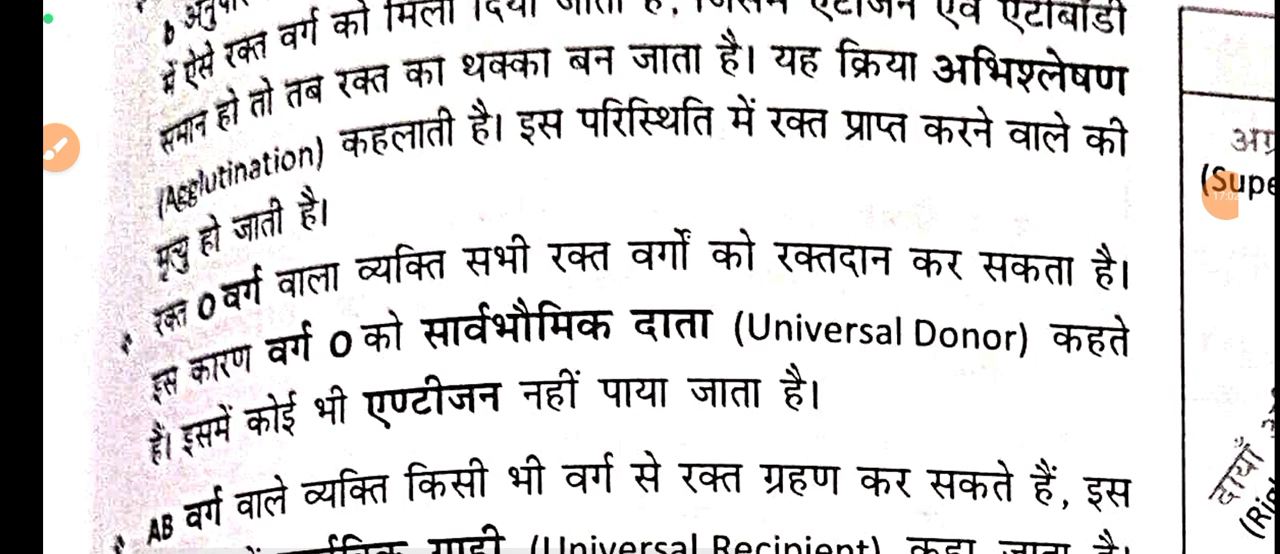 में ऐसे रक्त वर्ग को मिला दिया जाता है, जिसमें एंटीजन एवं एंटीबॉडी
समान हो तो तब रक्त का थक्का बन जाता है। यह क्रिया अभिश्लेषण
(Agglutination) कहलाती है। इस परिस्थिति में रक्त प्राप्त करने वाले की
मृत्यु हो जाती है।
रक्त O वर्ग वाला व्यक्ति सभी रक्त वर्गों को रक्तदान कर सकता है।
इस कारण वर्ग O को सार्वभौमिक दाता (Universal Donor) कहते
हैं। इसमें कोई भी एण्टीजन नहीं पाया जाता है।
AB वर्ग वाले व्यक्ति किसी भी वर्ग से रक्त ग्रहण कर सकते हैं, इस
(Universal Recipient) कहा जाता है।
(Supe
17:02
दायाँ